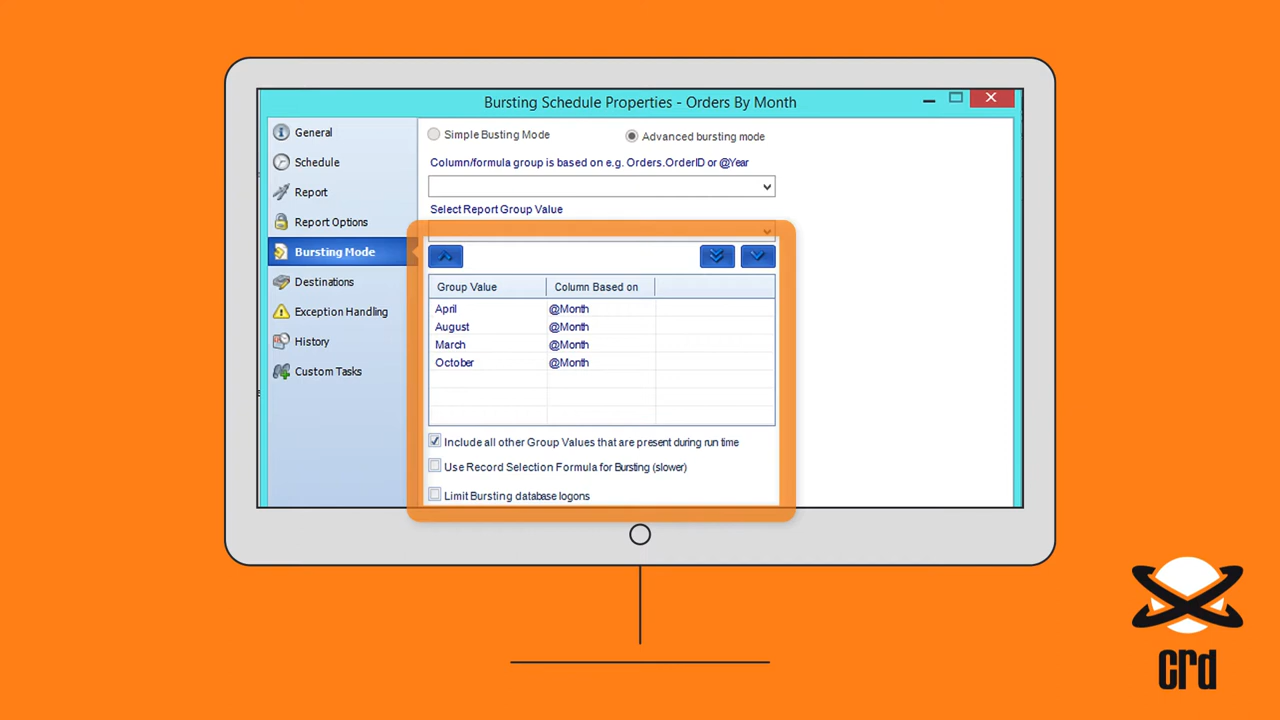 Bursting Schedule Properties - Orders By Month
General
Schedule
Report
Report Options
Bursting Mode
Destinations
Exception Handling
History
Custom Tasks
Simple Busting Mode
Advanced bursting mode
Column/formula group is based on e.g. Orders.OrderID or @Year
Select Report Group Value
Group Value Column Based on
April @Month
August @Month
March @Month
October @Month
Include all other Group Values that are present during run time
Use Record Selection Formula for Bursting (slower)
Limit Bursting database logons
CRd